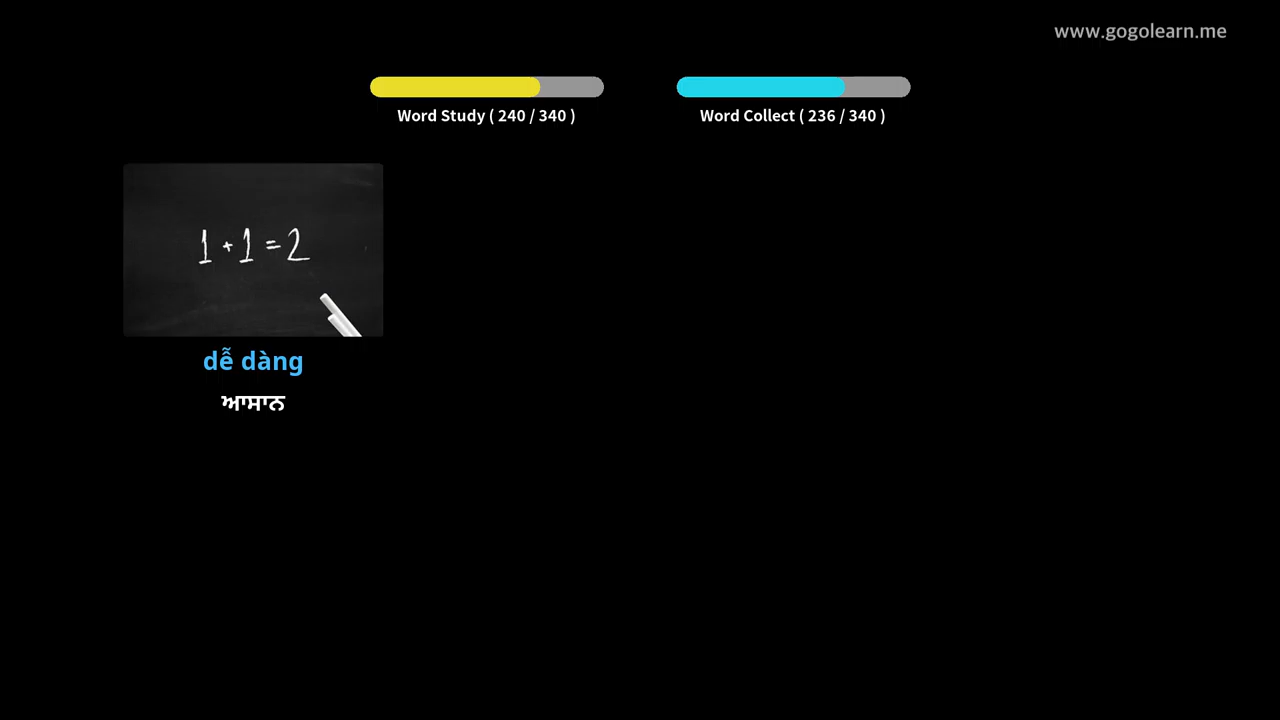 www.gogolearn.me
Word Study ( 240 / 340 )
Word Collect ( 236 / 340 )
1 + 1 = 2
dễ dàng
ਆਸਾਨ